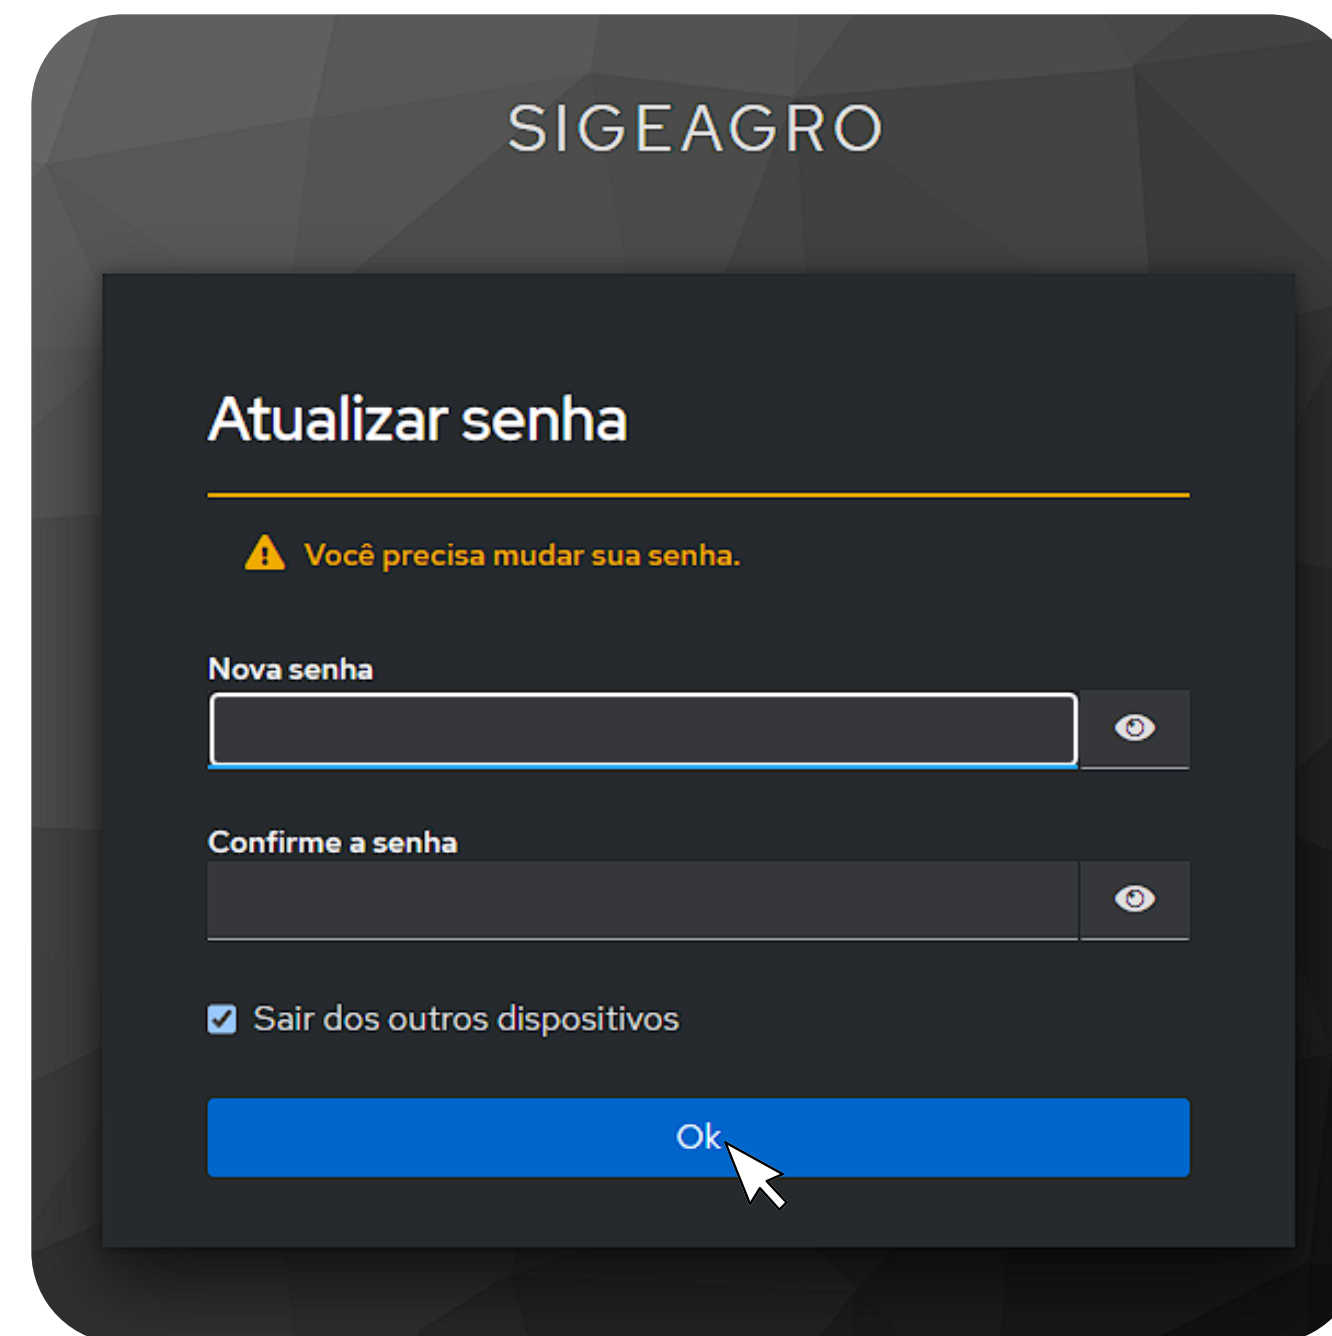 SIGEAGRO
Atualizar senha
Você precisa mudar sua senha.
Nova senha
Confirme a senha
Sair dos outros dispositivos
Ok